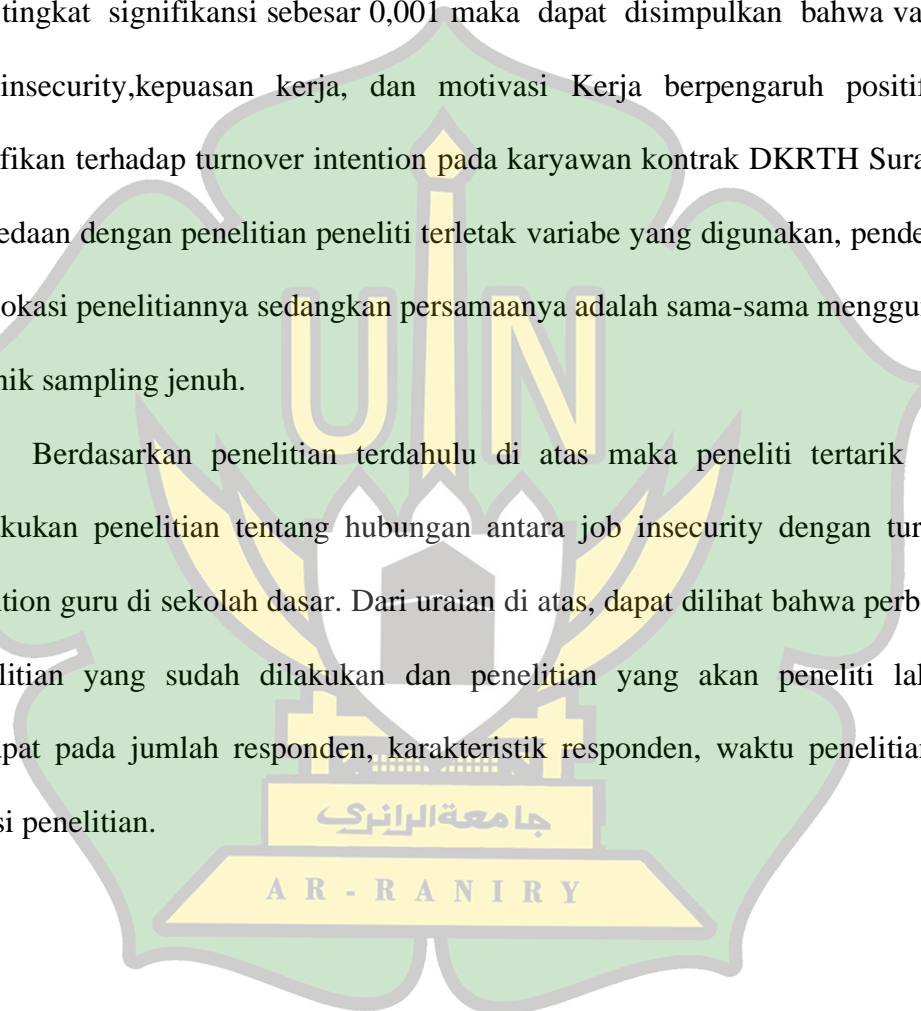 tingkat signifikansi sebesar 0,001 maka dapat disimpulkan bahwa va
insecurity,kepuasan kerja, dan motivasi Kerja berpengaruh positif
fikan terhadap turnover intention pada karyawan kontrak DKRTH Sura
edaan dengan penelitian peneliti terletak variabe yang digunakan, pende
okasi penelitiannya sedangkan persamaanya adalah sama-sama menggu
nik sampling jenuh.
Berdasarkan penelitian terdahulu di atas maka peneliti tertarik
kukan penelitian tentang hubungan antara job insecurity dengan tur
tion guru di sekolah dasar. Dari uraian di atas, dapat dilihat bahwa perb
litian yang sudah dilakukan dan penelitian yang akan peneliti la
pat pada jumlah responden, karakteristik responden, waktu penelitian
si penelitian.
UIN
جامعة الرانري
AR-RANIRY